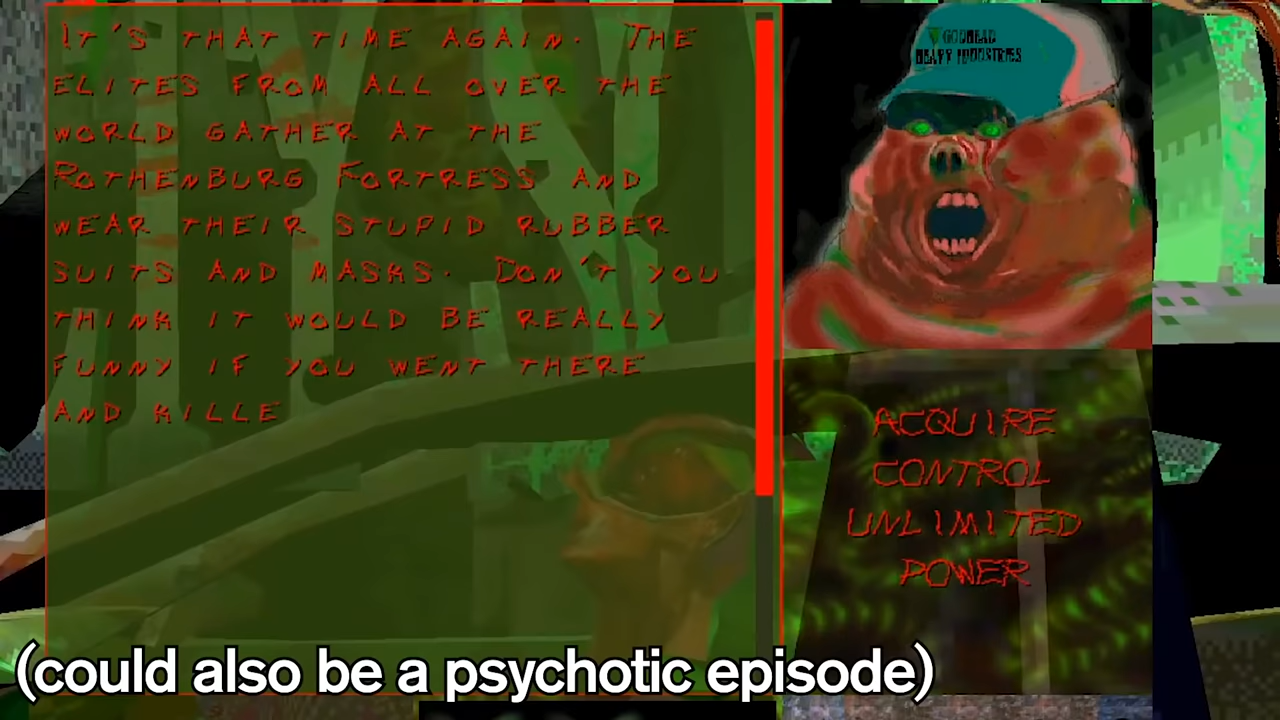 It's that time again. The
elites from all over the
world gather at the
Rothenburg Fortress and
wear their stupid rubber
suits and masks. Don't you
think it would be really
funny if you went there
and kille
GODHEAD
HEAVY INDUSTRIES
ACQUIRE
CONTROL
UNLIMITED
POWER
(could also be a psychotic episode)